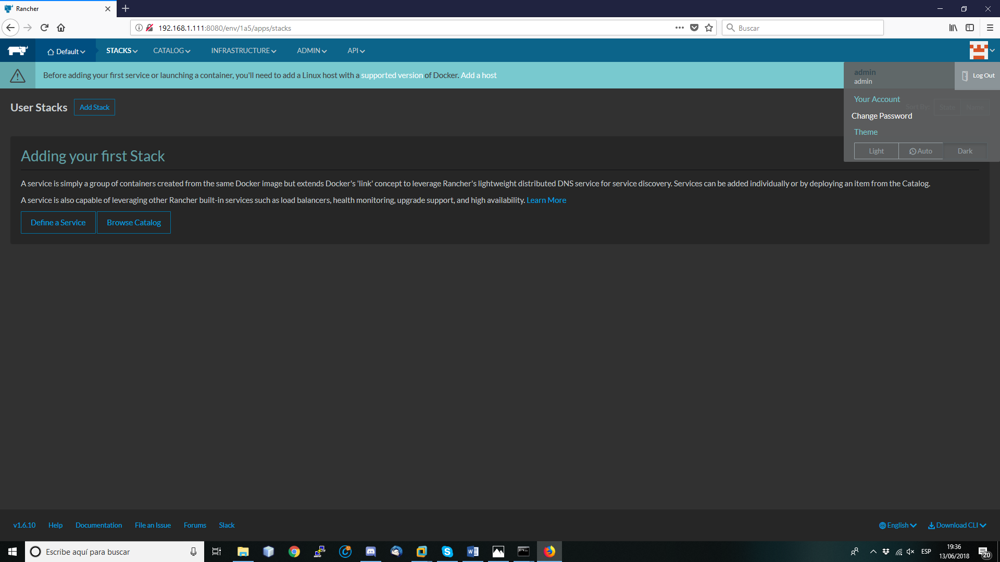 Rancher
192.168.1.111:8080/env/1a5/apps/stacks
Buscar
Default
STACKS
CATALOG
INFRASTRUCTURE
ADMIN
API
Before adding your first service or launching a container, you'll need to add a Linux host with a supported version of Docker. Add a host
admin
admin
Log Out
Your Account
Change Password
Theme
Light
Auto
Dark
User Stacks
Add Stack
Sort By:
State
Name
Adding your first Stack
A service is simply a group of containers created from the same Docker image but extends Docker's 'link' concept to leverage Rancher's lightweight distributed DNS service for service discovery. Services can be added individually or by deploying an item from the Catalog.
A service is also capable of leveraging other Rancher built-in services such as load balancers, health monitoring, upgrade support, and high availability. Learn More
Define a Service
Browse Catalog
v1.6.10
Help
Documentation
File an Issue
Forums
Slack
English
Download CLI
Escribe aquí para buscar
ESP
19:36
13/06/2018
20